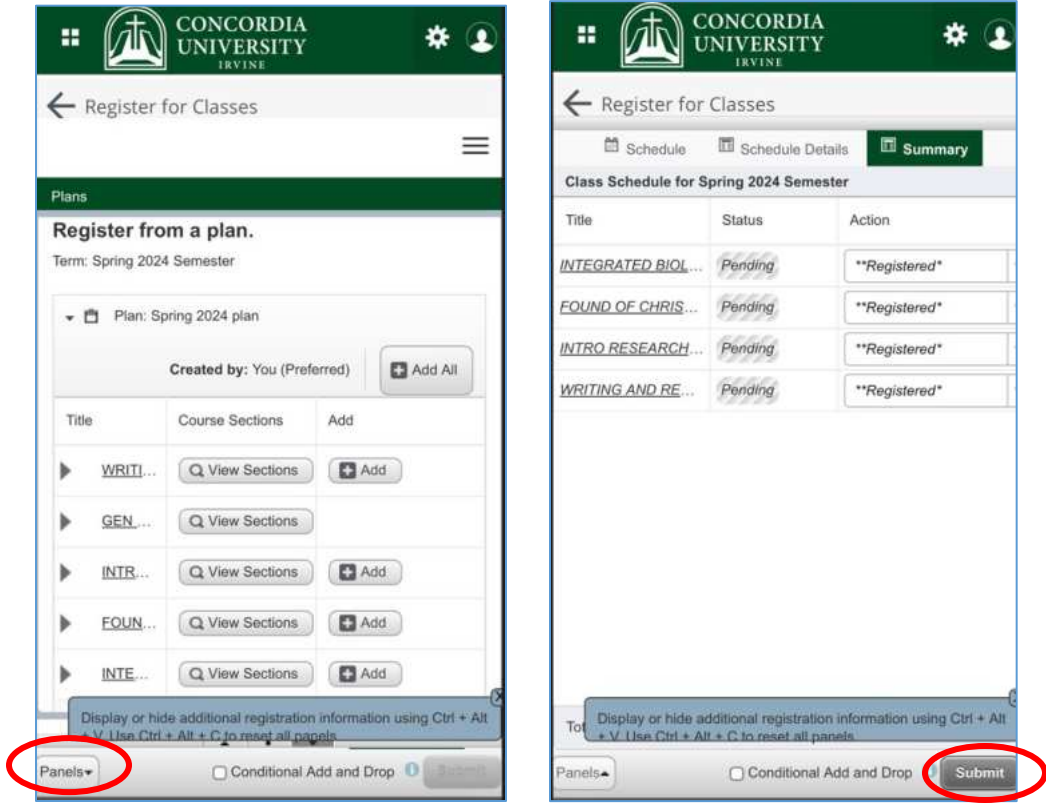 CONCORDIA
UNIVERSITY
IRVINE
Register for Classes
Plans
Register from a plan.
Term: Spring 2024 Semester
Plan: Spring 2024 plan
Created by: You (Preferred) Add All
Title Course Sections Add
WRITI... View Sections Add
GEN ... View Sections
INTR... View Sections Add
FOUN... View Sections Add
INTE... View Sections Add
Display or hide additional registration information using Ctrl + Alt
+ V. Use Ctrl + Alt + C to reset all panels
Panels Conditional Add and Drop Submit
CONCORDIA
UNIVERSITY
IRVINE
Register for Classes
Schedule Schedule Details Summary
Class Schedule for Spring 2024 Semester
Title Status Action
INTEGRATED BIOL... Pending **Registered*
FOUND OF CHRIS... Pending **Registered*
INTRO RESEARCH... Pending **Registered*
WRITING AND RE... Pending **Registered*
Tot
Display or hide additional registration information using Ctrl + Alt
+ V. Use Ctrl + Alt + C to reset all panels
Panels Conditional Add and Drop Submit